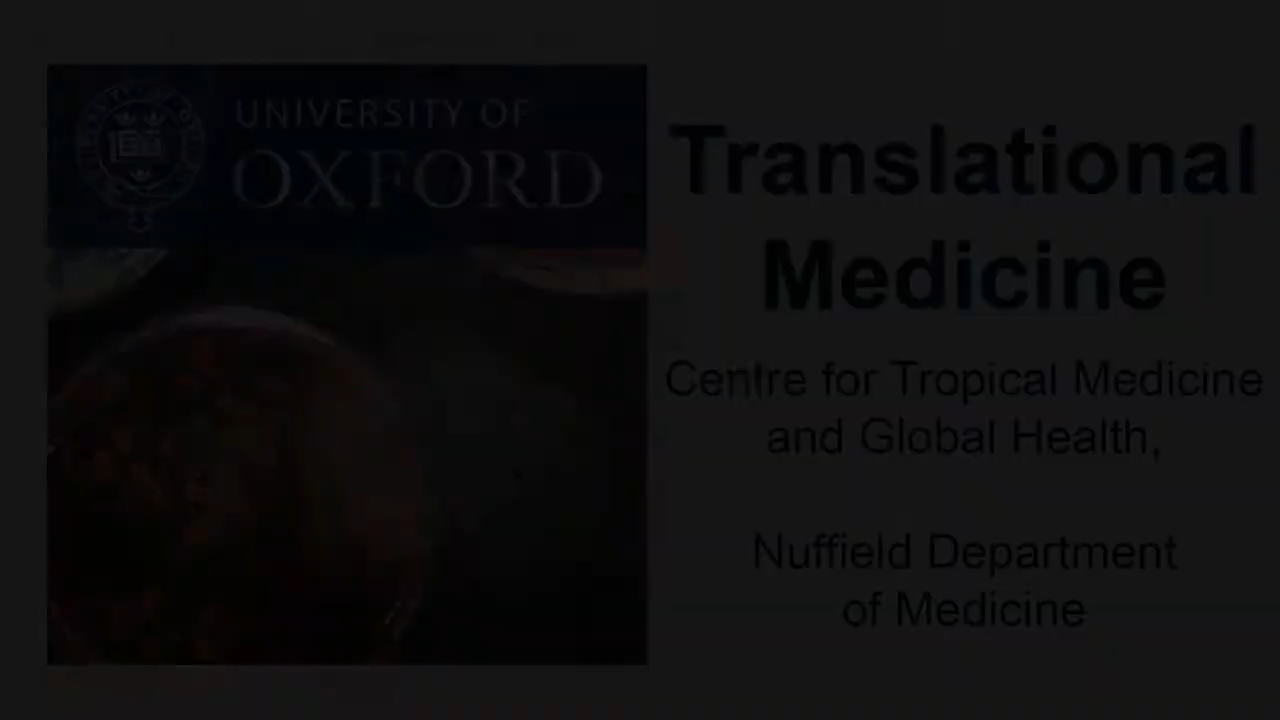 UNIVERSITY OF
OXFORD
Translational
Medicine
Centre for Tropical Medicine
and Global Health,
Nuffield Department
of Medicine